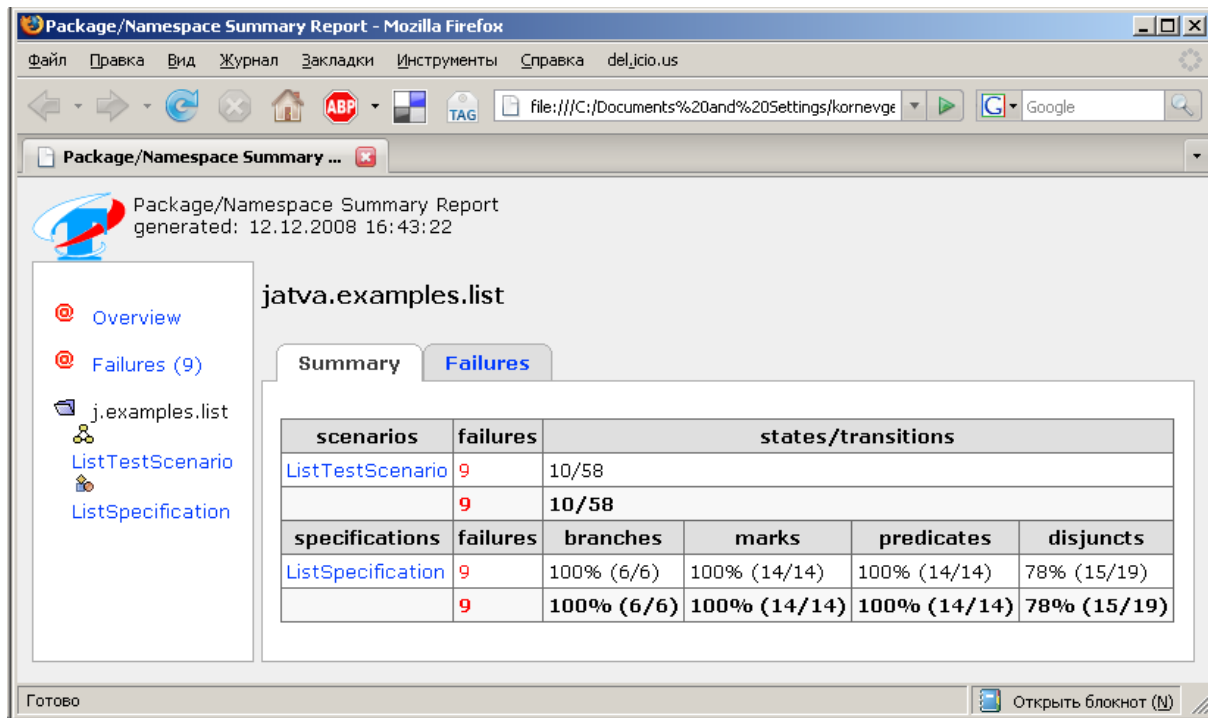 Package/Namespace Summary Report - Mozilla Firefox
Файл Правка Вид Журнал Закладки Инструменты Справка del.icio.us
ABP TAG file:///C:/Documents%20and%20Settings/kornevge G Google
Package/Namespace Summary ...
Package/Namespace Summary Report
generated: 12.12.2008 16:43:22
Overview
Failures (9)
j.examples.list
ListTestScenario
ListSpecification
jatva.examples.list
Summary Failures
scenarios failures states/transitions
ListTestScenario 9 10/58
9 10/58
specifications failures branches marks predicates disjuncts
ListSpecification 9 100% (6/6) 100% (14/14) 100% (14/14) 78% (15/19)
9 100% (6/6) 100% (14/14) 100% (14/14) 78% (15/19)
Готово Открыть блокнот (N)